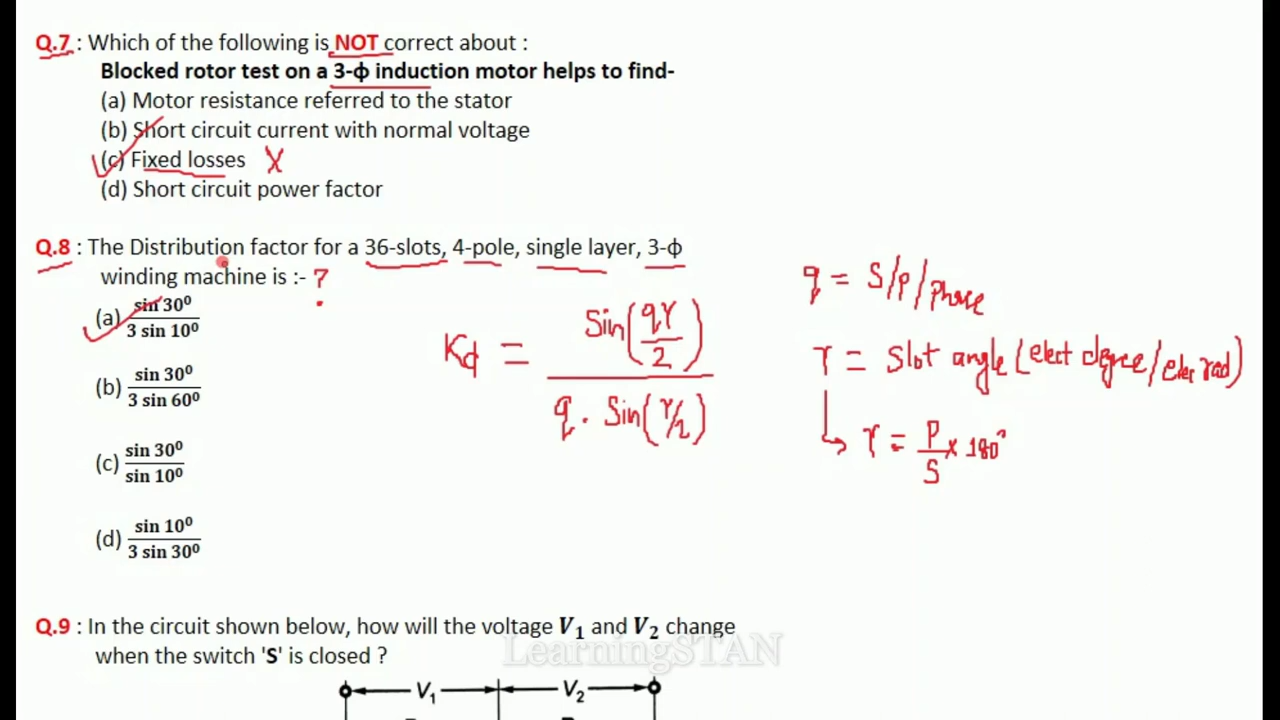 Q.7 : Which of the following is NOT correct about :
Blocked rotor test on a 3-ф induction motor helps to find-
(a) Motor resistance referred to the stator
(b) Short circuit current with normal voltage
(c) Fixed losses X
(d) Short circuit power factor
Q.8 : The Distribution factor for a 36-slots, 4-pole, single layer, 3-ф
winding machine is :- ?
(a) sin 30⁰ / 3 sin 10⁰
(b) sin 30⁰ / 3 sin 60⁰
(c) sin 30⁰ / sin 10⁰
(d) sin 10⁰ / 3 sin 30⁰
Kd = Sin(qγ/2) / q . Sin(γ/2)
q = S/P/phase
γ = Slot angle (elect degree/elec rad)
γ = P/S × 180°
Q.9 : In the circuit shown below, how will the voltage V₁ and V₂ change
when the switch 'S' is closed ?
LearningSTAN
V₁ V₂